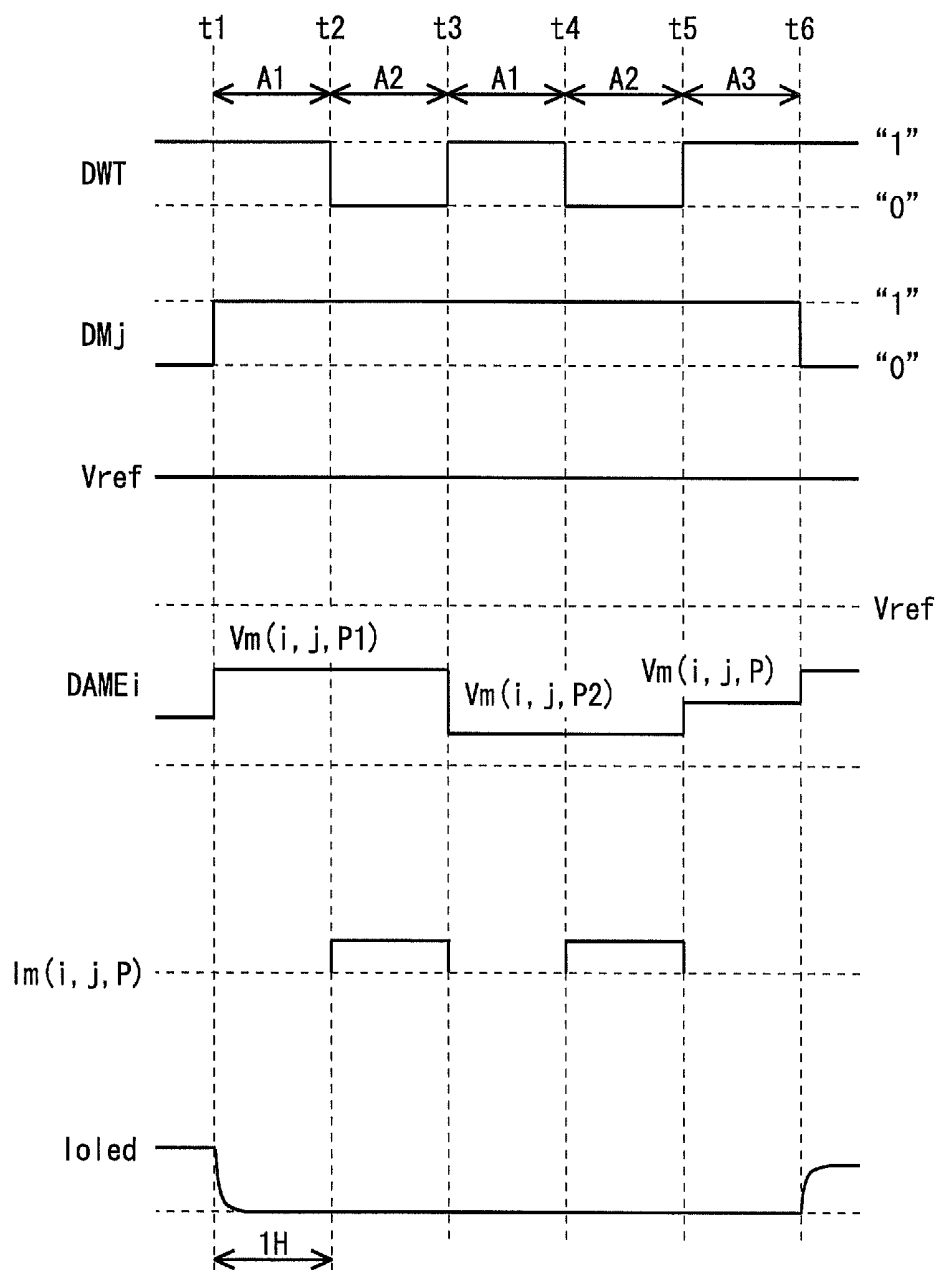 t1 t2 t3 t4 t5 t6
A1 A2 A1 A2 A3
DWT "1"
"0"
DMj "1"
"0"
Vref
Vref
Vm(i, j, P1)
DAMEi Vm(i, j, P2) Vm(i, j, P)
Im(i, j, P)
Ioled
1H